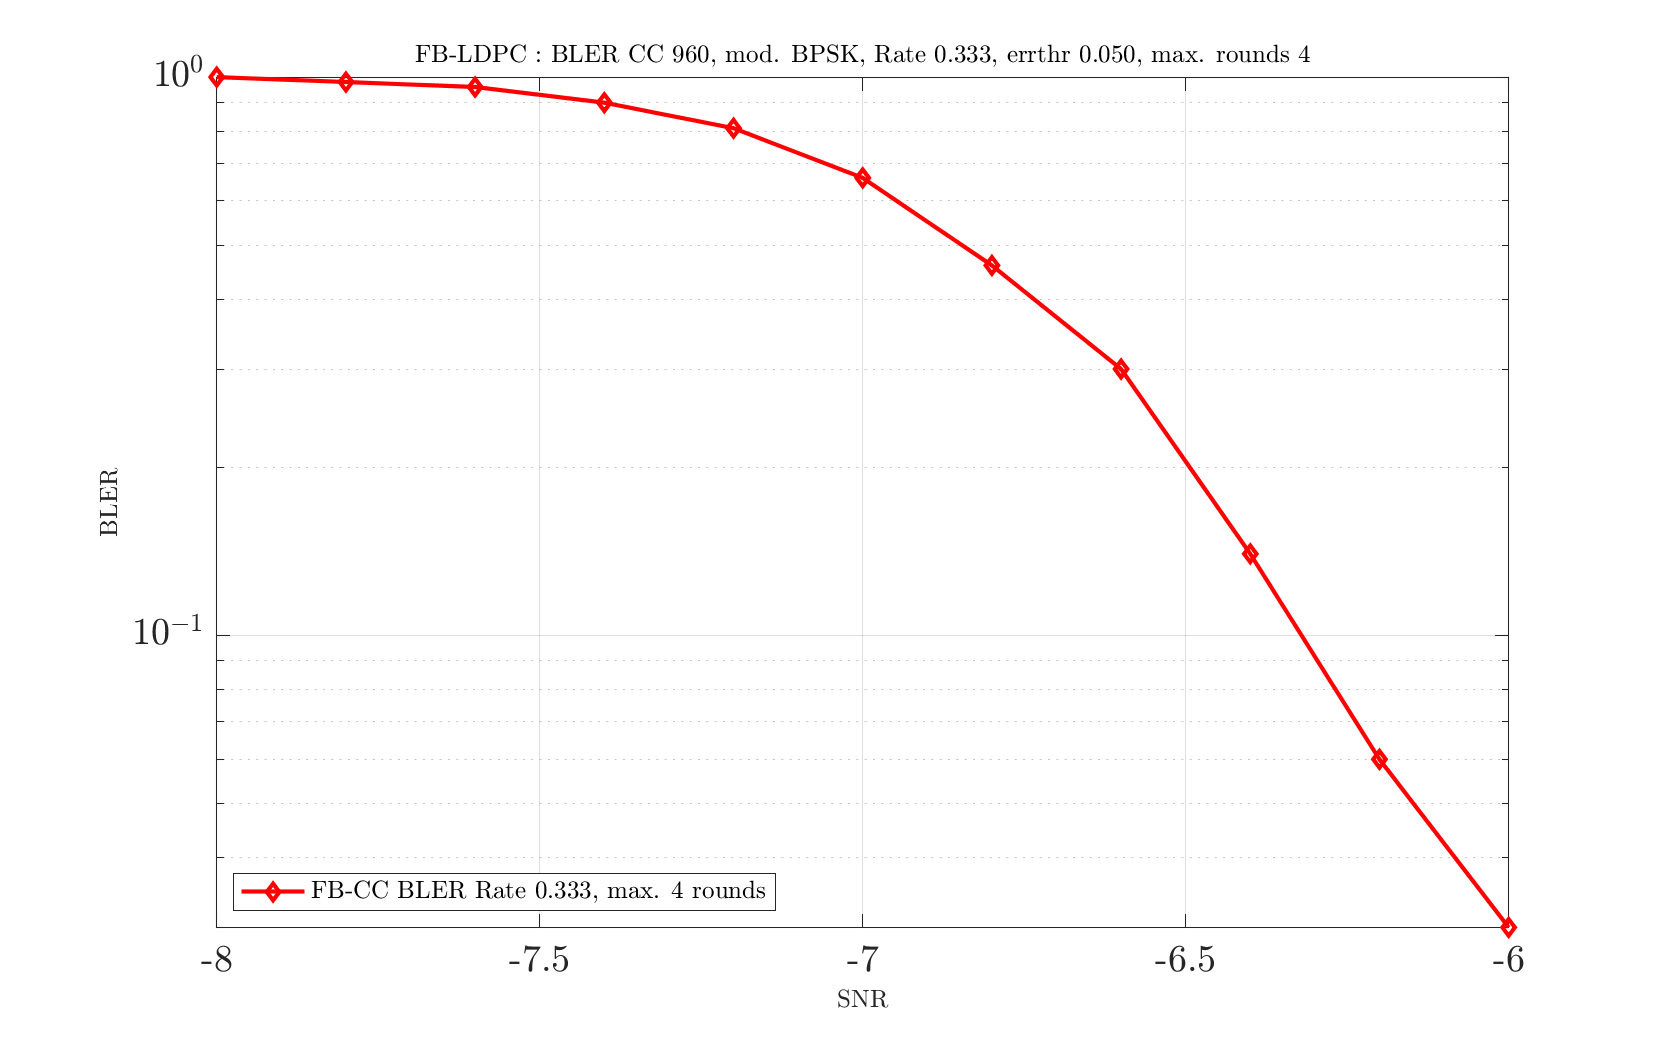 FB-LDPC : BLER CC 960, mod. BPSK, Rate 0.333, errthr 0.050, max. rounds 4
10^0
BLER
10^{-1}
FB-CC BLER Rate 0.333, max. 4 rounds
-8 -7.5 -7 -6.5 -6
SNR